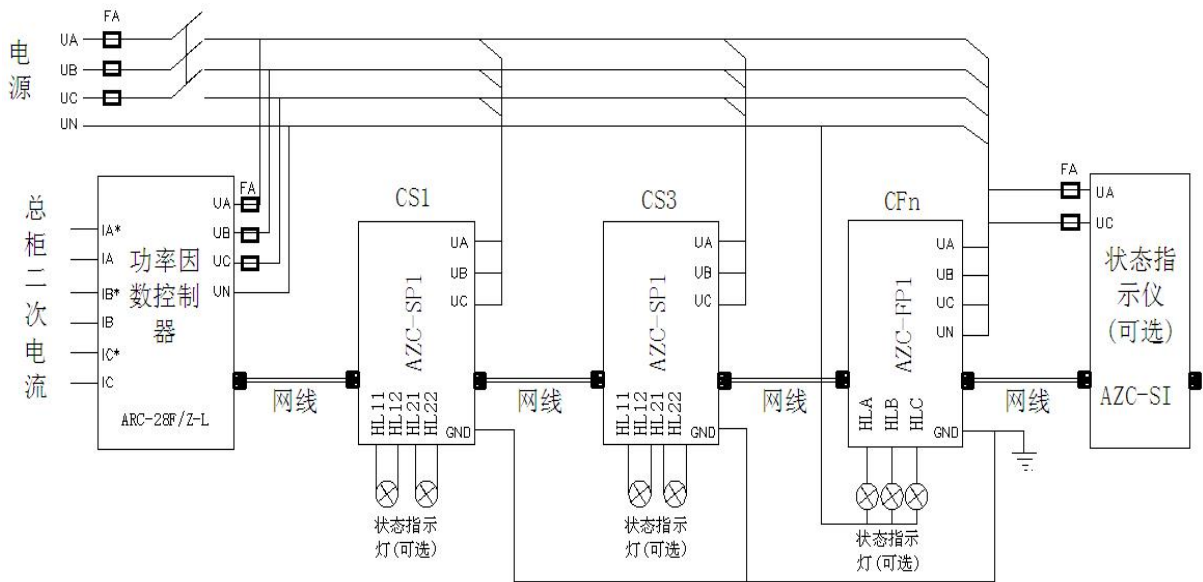 电源
FA
UA
UB
UC
UN
总柜二次电流
IA*
IA
IB*
IB
IC*
IC
功率因
数控制
器
ARC-28F/Z-L
FA
UA
UB
UC
UN
网线
CS1
UA
UB
UC
AZC-SP1
HL11
HL12
HL21
HL22
GND
状态指示
灯(可选)
网线
CS3
UA
UB
UC
AZC-SP1
HL11
HL12
HL21
HL22
GND
状态指示
灯(可选)
网线
CFn
UA
UB
UC
UN
AZC-FP1
HLA
HLB
HLC
GND
状态指示
灯(可选)
网线
FA
UA
UC
状态指
示仪
(可选)
AZC-SI